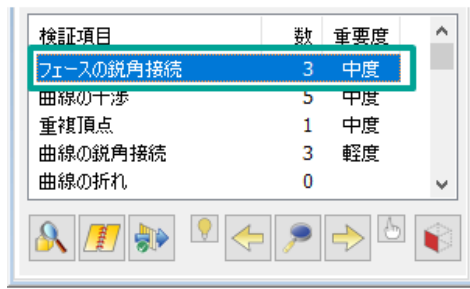 検証項目 数 重要度
フェースの鋭角接続 3 中度
曲線の干渉 5 中度
重複頂点 1 中度
曲線の鋭角接続 3 軽度
曲線の折れ 0